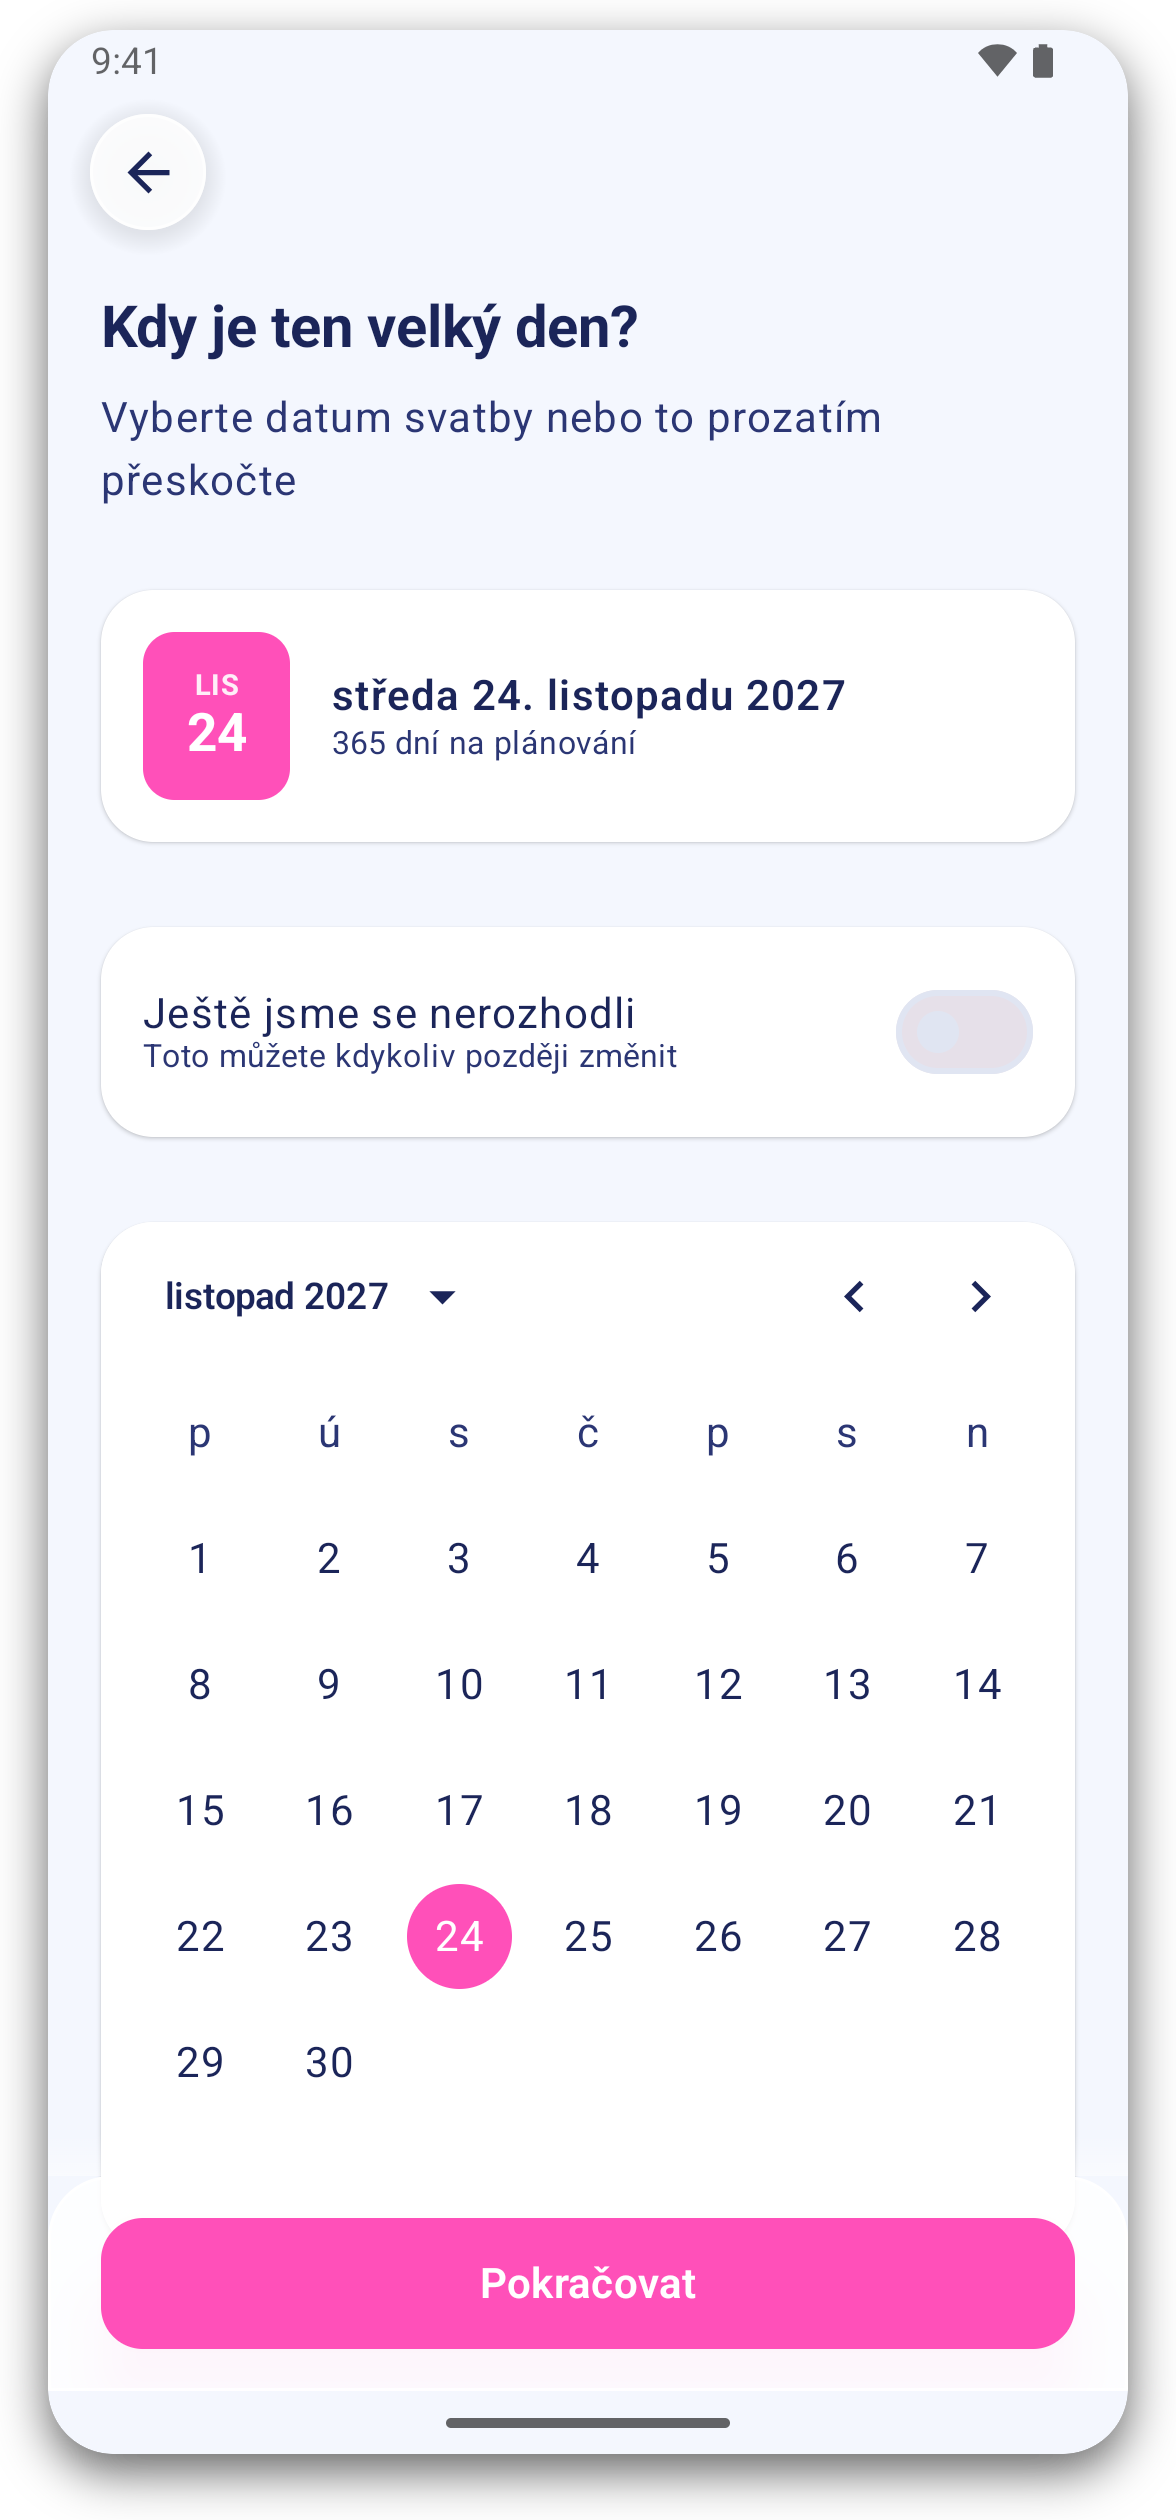 9:41
Kdy je ten velký den?
Vyberte datum svatby nebo to prozatím
přeskočte
LIS
24
středa 24. listopadu 2027
365 dní na plánování
Ještě jsme se nerozhodli
Toto můžete kdykoliv později změnit
listopad 2027
p ú s č p s n
1 2 3 4 5 6 7
8 9 10 11 12 13 14
15 16 17 18 19 20 21
22 23 24 25 26 27 28
29 30
Pokračovat